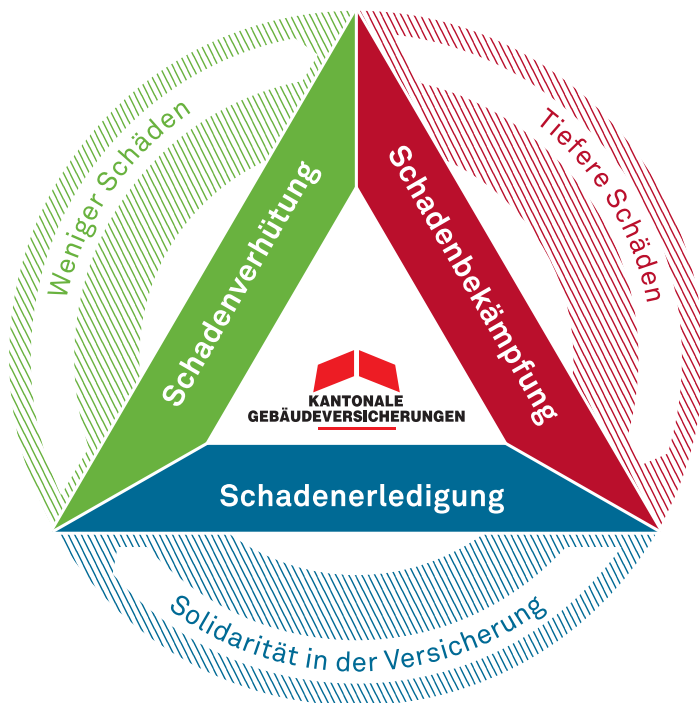 Weniger Schäden
Tiefere Schäden
Schadenverhütung
Schadenbekämpfung
KANTONALE
GEBÄUDEVERSICHERUNGEN
Schadenerledigung
Solidarität in der Versicherung